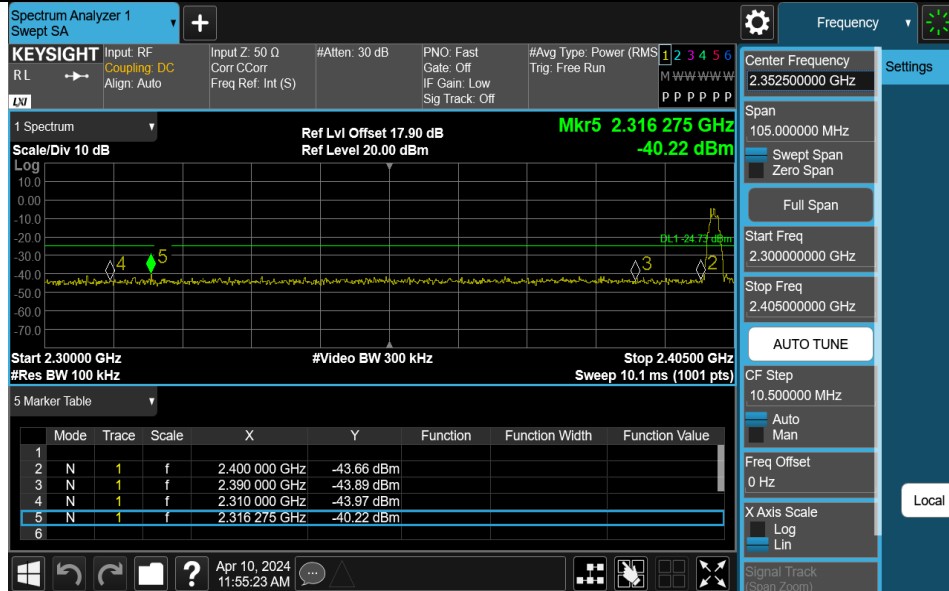 Spectrum Analyzer 1
Swept SA
+
Frequency
KEYSIGHT
RL
LXI
Input: RF
Coupling: DC
Align: Auto
Input Z: 50 Ω
Corr CCorr
Freq Ref: Int (S)
#Atten: 30 dB
PNO: Fast
Gate: Off
IF Gain: Low
Sig Track: Off
#Avg Type: Power (RMS
Trig: Free Run
1 2 3 4 5 6
M W W W W W
P P P P P P
1 Spectrum
Scale/Div 10 dB
Ref Lvl Offset 17.90 dB
Ref Level 20.00 dBm
Mkr5 2.316 275 GHz
-40.22 dBm
Log
10.0
0.00
-10.0
-20.0
-30.0
-40.0
-50.0
-60.0
-70.0
DL1 -24.73 dBm
4
5
3
2
Start 2.30000 GHz
#Video BW 300 kHz
Stop 2.40500 GHz
#Res BW 100 kHz
Sweep 10.1 ms (1001 pts)
5 Marker Table
Mode Trace Scale X Y Function Function Width Function Value
1
2 N 1 f 2.400 000 GHz -43.66 dBm
3 N 1 f 2.390 000 GHz -43.89 dBm
4 N 1 f 2.310 000 GHz -43.97 dBm
5 N 1 f 2.316 275 GHz -40.22 dBm
6
?
Apr 10, 2024
11:55:23 AM
Center Frequency
2.352500000 GHz
Settings
Span
105.000000 MHz
Swept Span
Zero Span
Full Span
Start Freq
2.300000000 GHz
Stop Freq
2.405000000 GHz
AUTO TUNE
CF Step
10.500000 MHz
Auto
Man
Freq Offset
0 Hz
Local
X Axis Scale
Log
Lin
Signal Track
(Span Zoom)